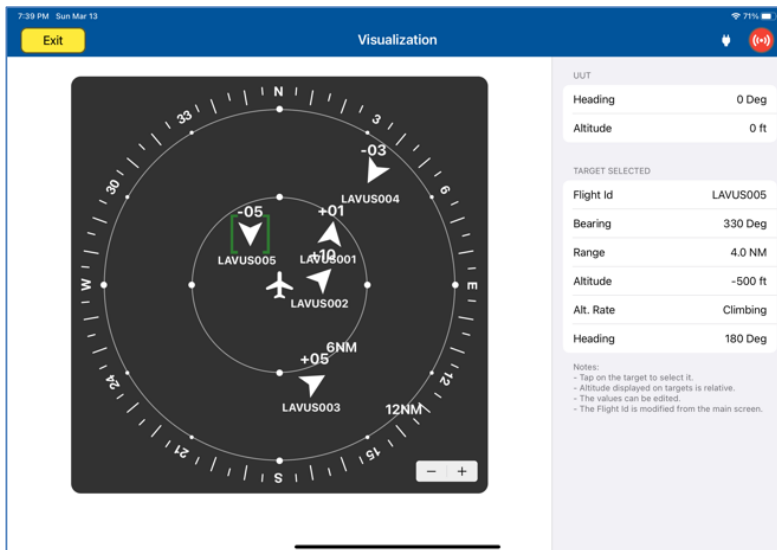 7:39 PM Sun Mar 13
71%
Exit
Visualization
N
33
3
30
6
W
E
24
12
21
15
S
-03
LAVUS004
-05
LAVUS005
+01
LAVUS001
+10
LAVUS002
6NM
+05
LAVUS003
12NM
− +
UUT
Heading 0 Deg
Altitude 0 ft
TARGET SELECTED
Flight Id LAVUS005
Bearing 330 Deg
Range 4.0 NM
Altitude -500 ft
Alt. Rate Climbing
Heading 180 Deg
Notes:
- Tap on the target to select it.
- Altitude displayed on targets is relative.
- The values can be edited.
- The Flight Id is modified from the main screen.